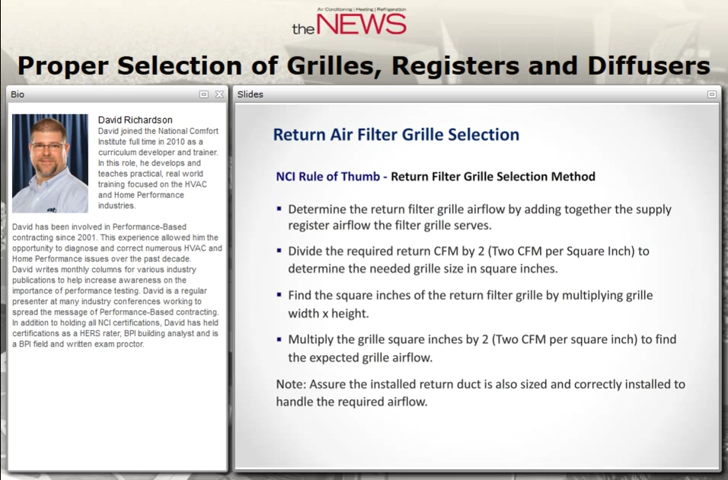 Air Conditioning | Heating | Refrigeration
theNEWS
Proper Selection of Grilles, Registers and Diffusers
Bio
David Richardson
David joined the National Comfort
Institute full time in 2010 as a
curriculum developer and trainer.
In this role, he develops and
teaches practical, real world
training focused on the HVAC
and Home Performance
industries.
David has been involved in Performance-Based
contracting since 2001. This experience allowed him the
opportunity to diagnose and correct numerous HVAC and
Home Performance issues over the past decade.
David writes monthly columns for various industry
publications to help increase awareness on the
importance of performance testing. David is a regular
presenter at many industry conferences working to
spread the message of Performance-Based contracting.
In addition to holding all NCI certifications, David has held
certifications as a HERS rater, BPI building analyst and is
a BPI field and written exam proctor.
Slides
Return Air Filter Grille Selection
NCI Rule of Thumb - Return Filter Grille Selection Method
▪ Determine the return filter grille airflow by adding together the supply
register airflow the filter grille serves.
▪ Divide the required return CFM by 2 (Two CFM per Square Inch) to
determine the needed grille size in square inches.
▪ Find the square inches of the return filter grille by multiplying grille
width x height.
▪ Multiply the grille square inches by 2 (Two CFM per square inch) to find
the expected grille airflow.
Note: Assure the installed return duct is also sized and correctly installed to
handle the required airflow.